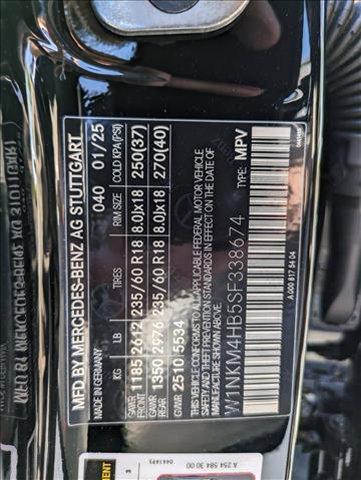 MFD BY MERCEDES-BENZ AG STUTTGART
MADE IN GERMANY 040 01/25
KG LB TIRES RIM SIZE COLD KPA(PSI)
GAWR 1185 2612 235/60 R18 8.0Jx18 250(37)
FRONT
GAWR 1350 2976 235/60 R18 8.0Jx18 270(40)
REAR
GVWR 2510 5534
THIS VEHICLE CONFORMS TO ALL APPLICABLE FEDERAL MOTOR VEHICLE
SAFETY AND THEFT PREVENTION STANDARDS IN EFFECT ON THE DATE OF
MANUFACTURE SHOWN ABOVE.
W1NKM4HB5SF338674 TYPE: MPV
A 000 817 54 04
A 254 584 30 00